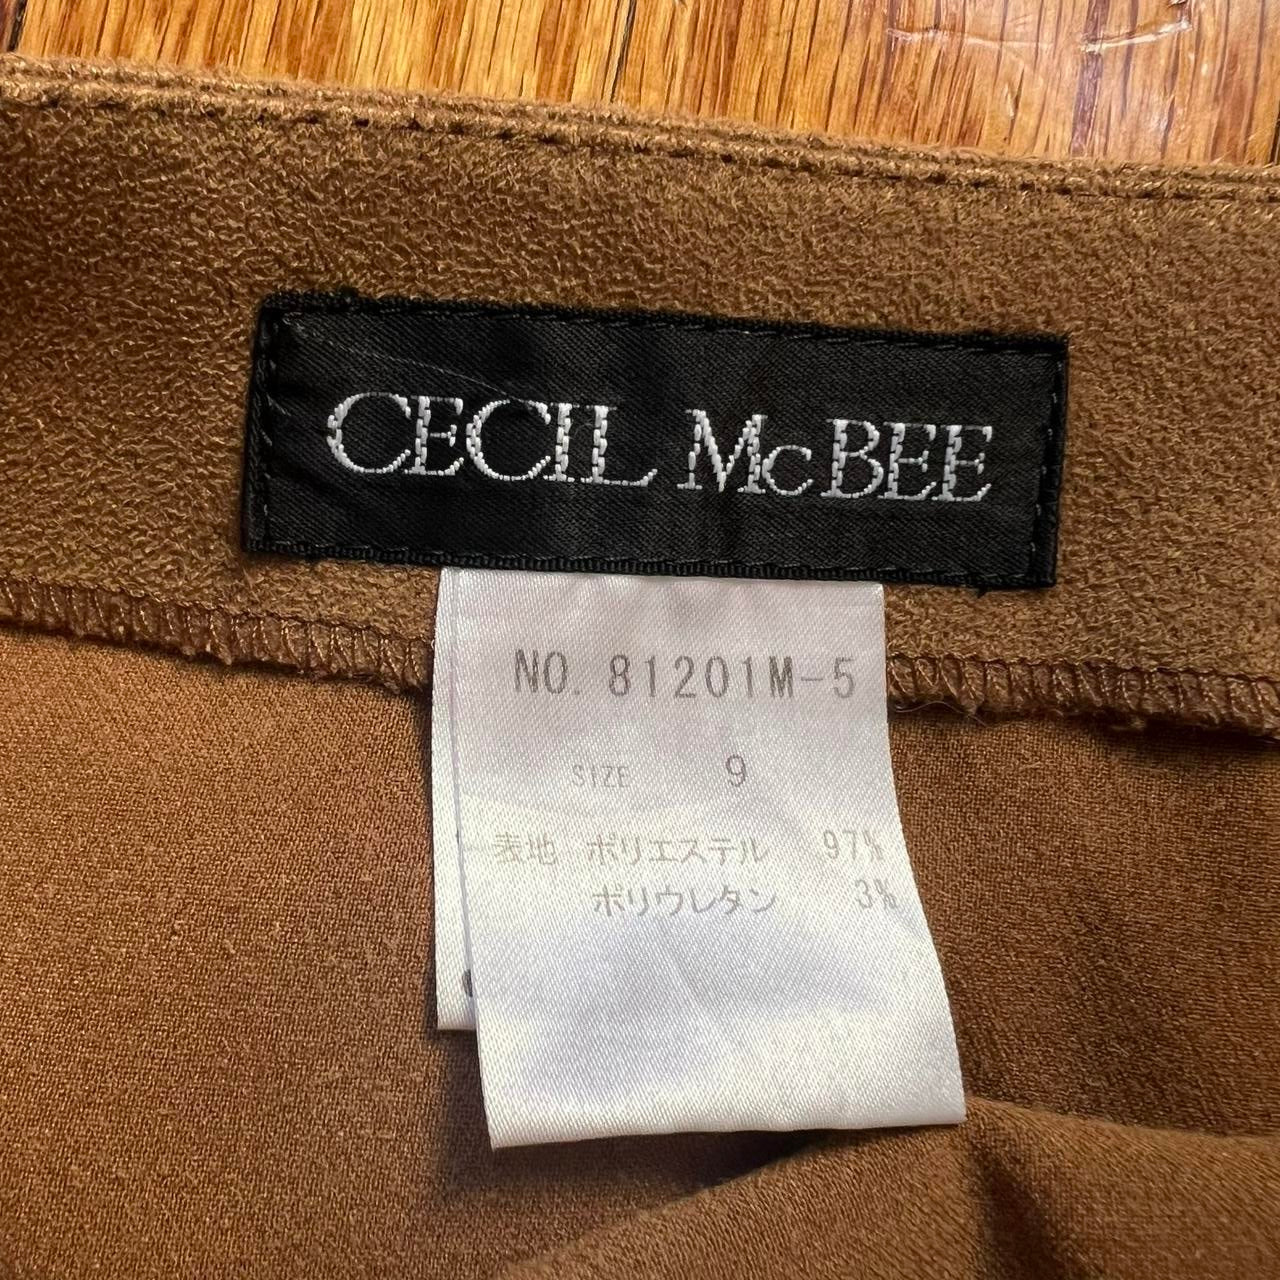 CECIL McBEE
NO. 81201M-5
SIZE 9
表地 ポリエステル 97%
ポリウレタン 3%